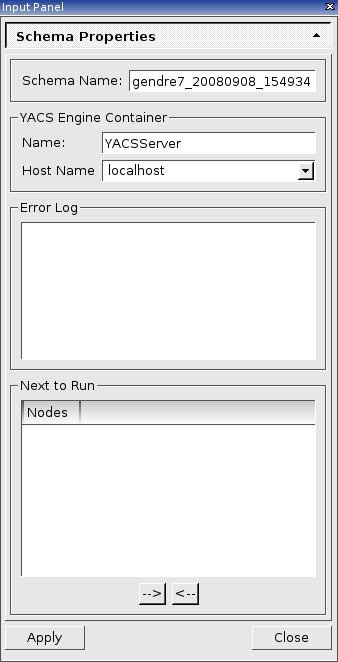 Input Panel
Schema Properties
Schema Name: gendre7_20080908_154934
YACS Engine Container
Name: YACSServer
Host Name localhost
Error Log
Next to Run
Nodes
--> <--
Apply Close